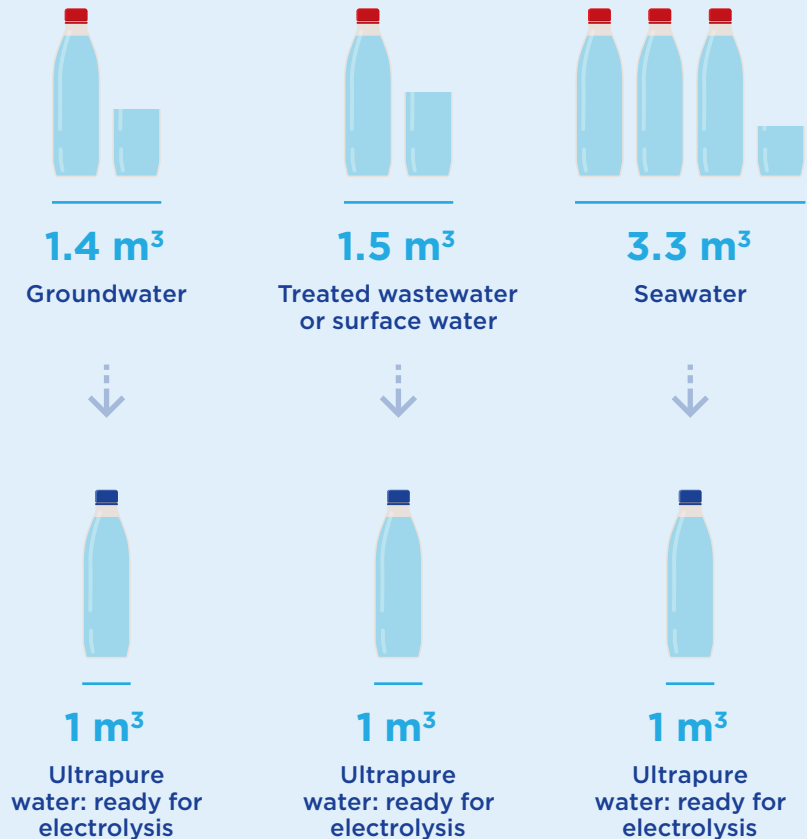 1.4 m³
Groundwater
1.5 m³
Treated wastewater
or surface water
3.3 m³
Seawater
1 m³
Ultrapure
water: ready for
electrolysis
1 m³
Ultrapure
water: ready for
electrolysis
1 m³
Ultrapure
water: ready for
electrolysis